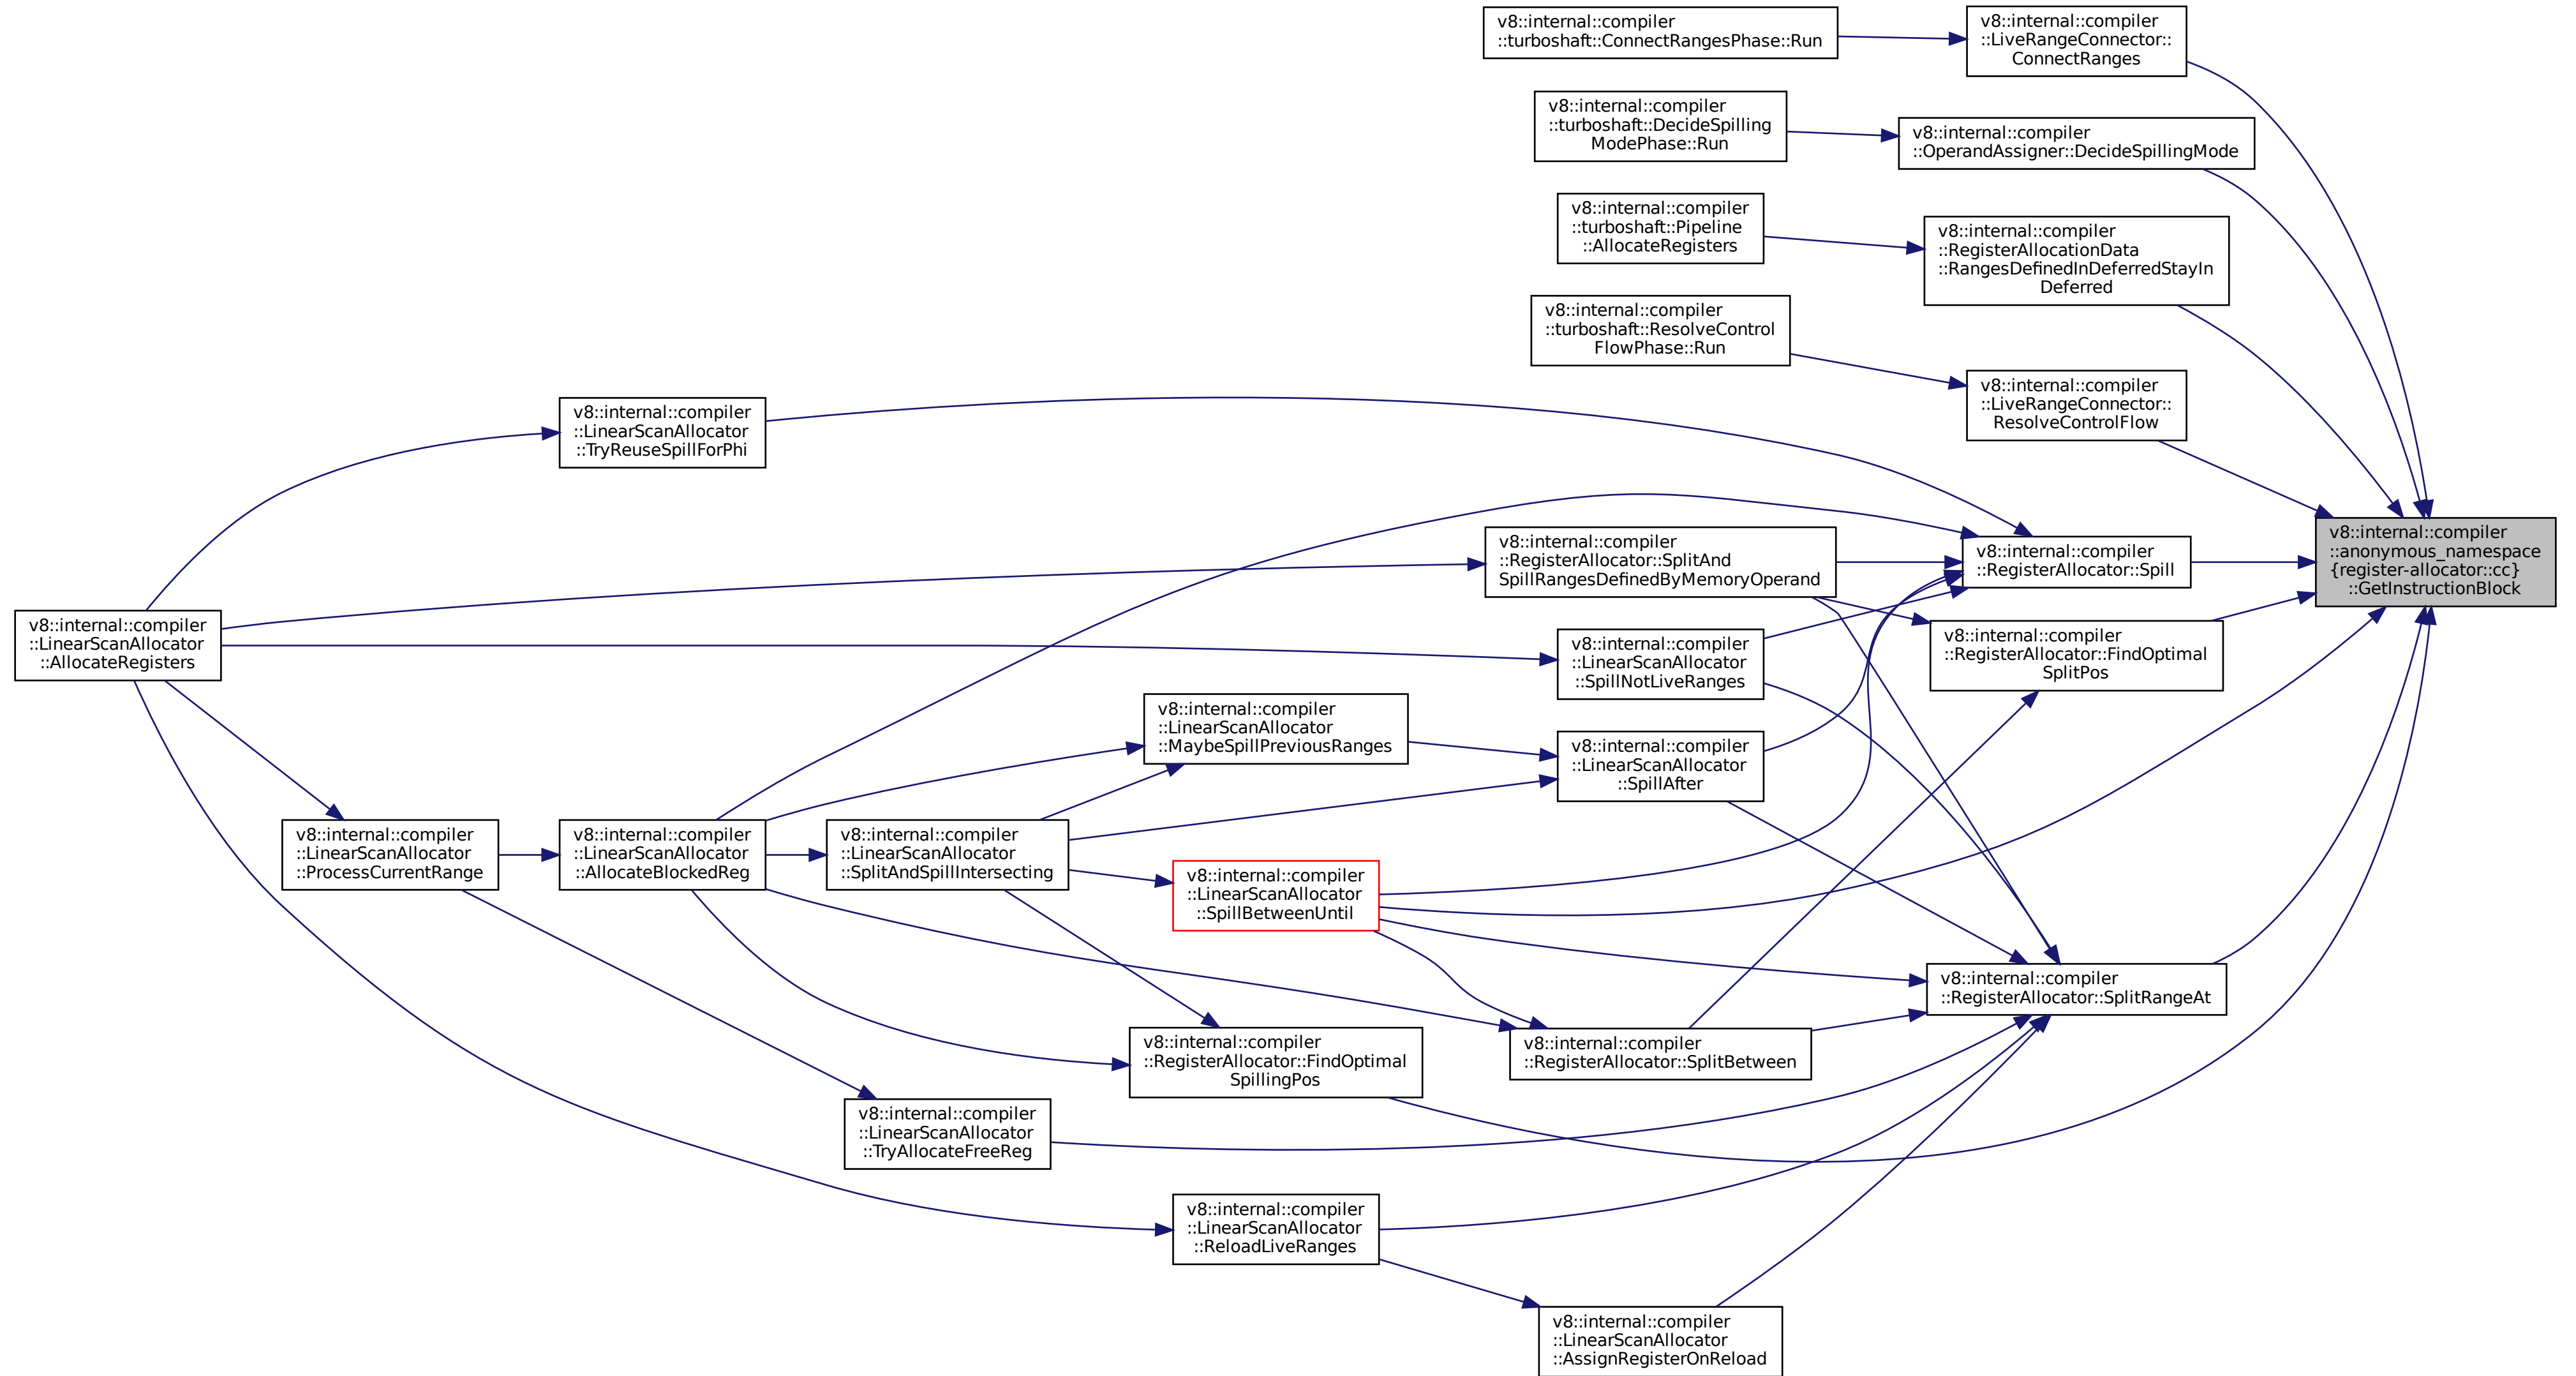 v8::internal::compiler
::turboshaft::ConnectRangesPhase::Run
v8::internal::compiler
::LiveRangeConnector::
ConnectRanges
v8::internal::compiler
::turboshaft::DecideSpilling
ModePhase::Run
v8::internal::compiler
::OperandAssigner::DecideSpillingMode
v8::internal::compiler
::turboshaft::Pipeline
::AllocateRegisters
v8::internal::compiler
::RegisterAllocationData
::RangesDefinedInDeferredStayIn
Deferred
v8::internal::compiler
::turboshaft::ResolveControl
FlowPhase::Run
v8::internal::compiler
::LiveRangeConnector::
ResolveControlFlow
v8::internal::compiler
::LinearScanAllocator
::TryReuseSpillForPhi
v8::internal::compiler
::RegisterAllocator::SplitAnd
SpillRangesDefinedByMemoryOperand
v8::internal::compiler
::RegisterAllocator::Spill
v8::internal::compiler
::anonymous_namespace
{register-allocator::cc}
::GetInstructionBlock
v8::internal::compiler
::LinearScanAllocator
::AllocateRegisters
v8::internal::compiler
::LinearScanAllocator
::SpillNotLiveRanges
v8::internal::compiler
::RegisterAllocator::FindOptimal
SplitPos
v8::internal::compiler
::LinearScanAllocator
::MaybeSpillPreviousRanges
v8::internal::compiler
::LinearScanAllocator
::SpillAfter
v8::internal::compiler
::LinearScanAllocator
::ProcessCurrentRange
v8::internal::compiler
::LinearScanAllocator
::AllocateBlockedReg
v8::internal::compiler
::LinearScanAllocator
::SplitAndSpillIntersecting
v8::internal::compiler
::LinearScanAllocator
::SpillBetweenUntil
v8::internal::compiler
::RegisterAllocator::SplitRangeAt
v8::internal::compiler
::RegisterAllocator::FindOptimal
SpillingPos
v8::internal::compiler
::RegisterAllocator::SplitBetween
v8::internal::compiler
::LinearScanAllocator
::TryAllocateFreeReg
v8::internal::compiler
::LinearScanAllocator
::ReloadLiveRanges
v8::internal::compiler
::LinearScanAllocator
::AssignRegisterOnReload